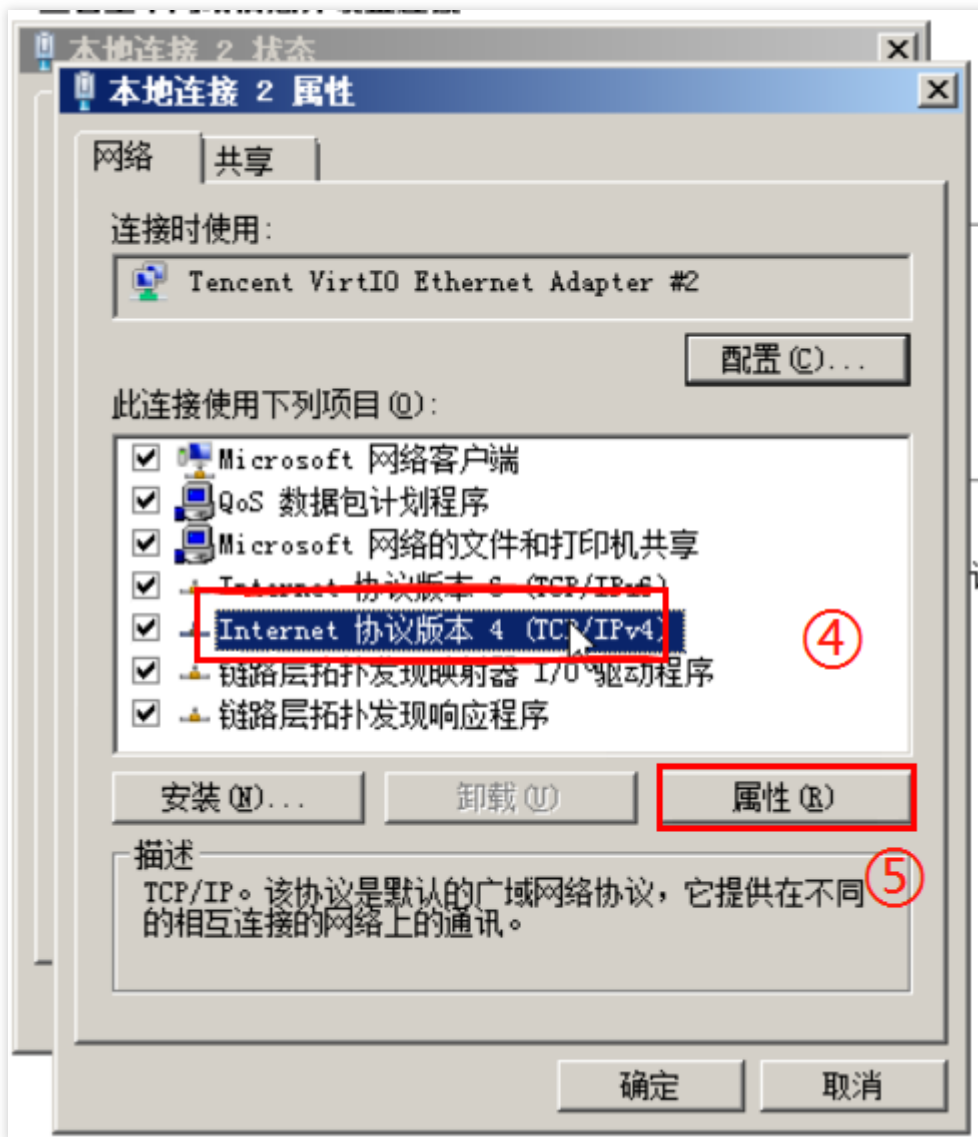 本地连接 2 状态
本地连接 2 属性
网络
共享
连接时使用:
Tencent VirtIO Ethernet Adapter #2
配置(C)...
此连接使用下列项目(O):
Microsoft 网络客户端
QoS 数据包计划程序
Microsoft 网络的文件和打印机共享
Internet 协议版本 6 (TCP/IPv6)
Internet 协议版本 4 (TCP/IPv4)
④
链路层拓扑发现映射器 I/O 驱动程序
链路层拓扑发现响应程序
安装(N)...
卸载(U)
属性(R)
描述
⑤
TCP/IP。该协议是默认的广域网络协议，它提供在不同
的相互连接的网络上的通讯。
确定
取消